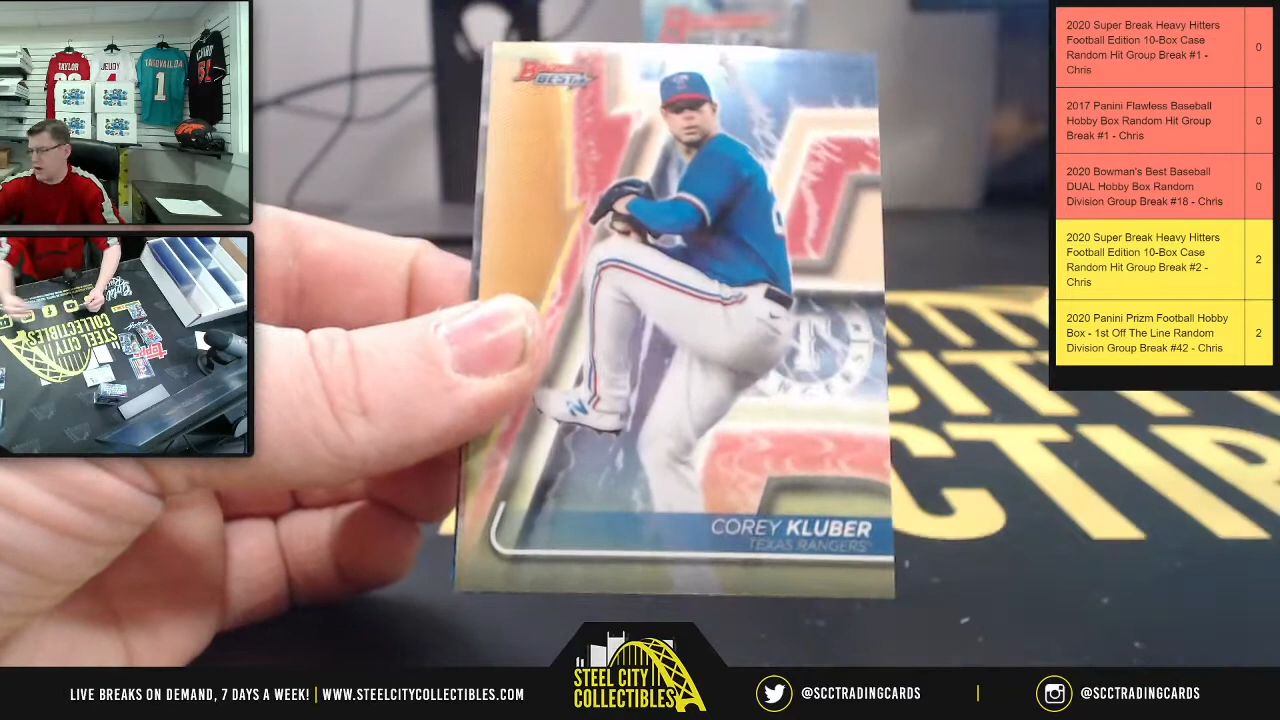 TAYLOR
JEUDY
TAGOVAILOA
1
51
Bowman's
BEST
COREY KLUBER
TEXAS RANGERS
T
STEEL CITY
COLLECTIBLES
topps
2020 Super Break Heavy Hitters
Football Edition 10-Box Case
Random Hit Group Break #1 -
Chris
0
2017 Panini Flawless Baseball
Hobby Box Random Hit Group
Break #1 - Chris
0
2020 Bowman's Best Baseball
DUAL Hobby Box Random
Division Group Break #18 - Chris
0
2020 Super Break Heavy Hitters
Football Edition 10-Box Case
Random Hit Group Break #2 -
Chris
2
2020 Panini Prizm Football Hobby
Box - 1st Off The Line Random
Division Group Break #42 - Chris
2
LIVE BREAKS ON DEMAND, 7 DAYS A WEEK! | WWW.STEELCITYCOLLECTIBLES.COM
STEEL CITY
COLLECTIBLES
@SCCTRADINGCARDS
|
@SCCTRADINGCARDS